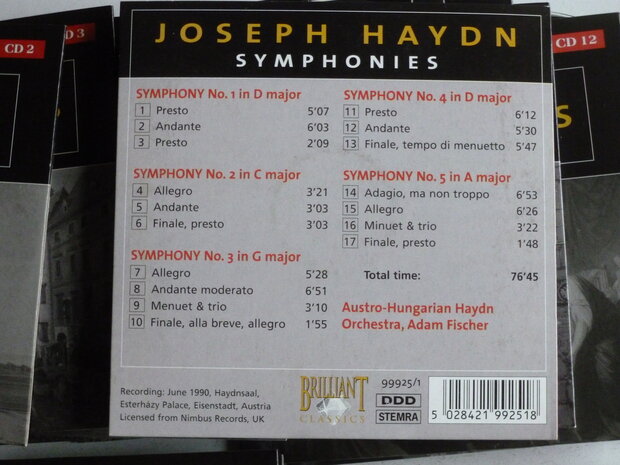 CD 2
CD 3
CD 12
JOSEPH HAYDN
SYMPHONIES
SYMPHONY No. 1 in D major
1 Presto 5'07
2 Andante 6'03
3 Presto 2'09
SYMPHONY No. 2 in C major
4 Allegro 3'21
5 Andante 3'03
6 Finale, presto 3'03
SYMPHONY No. 3 in G major
7 Allegro 5'28
8 Andante moderato 6'51
9 Menuet & trio 3'10
10 Finale, alla breve, allegro 1'55
SYMPHONY No. 4 in D major
11 Presto 6'12
12 Andante 5'30
13 Finale, tempo di menuetto 5'47
SYMPHONY No. 5 in A major
14 Adagio, ma non troppo 6'53
15 Allegro 6'26
16 Minuet & trio 3'22
17 Finale, presto 1'48
Total time: 76'45
Austro-Hungarian Haydn
Orchestra, Adam Fischer
Recording: June 1990, Haydnsaal,
Esterházy Palace, Eisenstadt, Austria
Licensed from Nimbus Records, UK
BRILLIANT
CLASSICS
99925/1
DDD
STEMRA
5 028421 992518